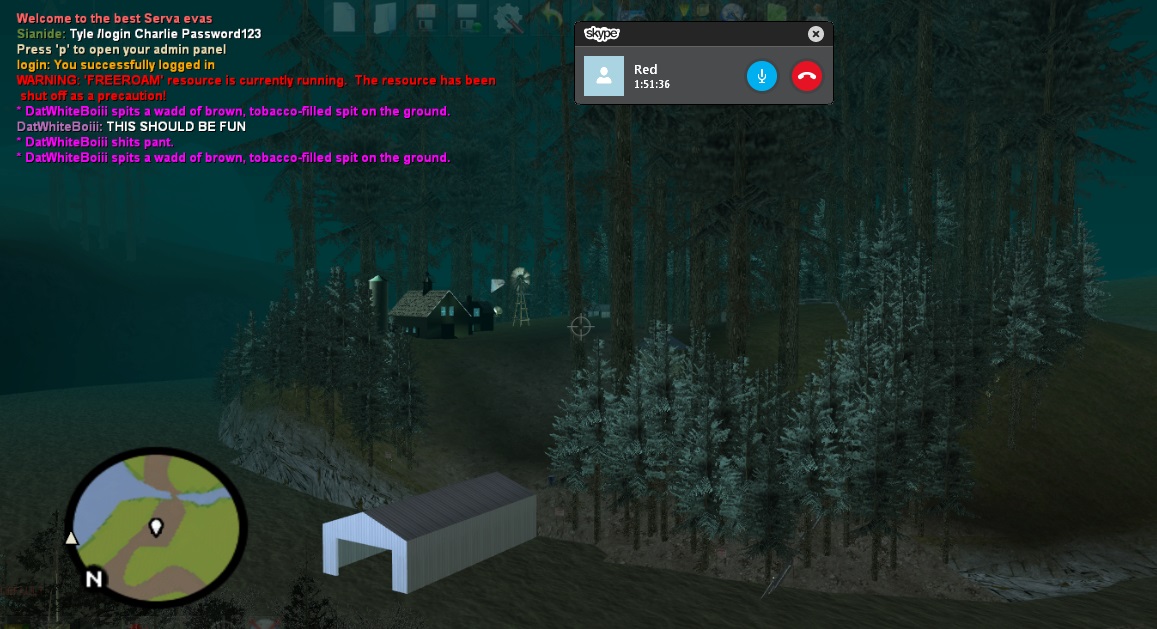 Welcome to the best Serva evas
Sianide: Tyle /login Charlie Password123
Press 'p' to open your admin panel
login: You successfully logged in
WARNING: 'FREEROAM' resource is currently running. The resource has been
shut off as a precaution!
* DatWhiteBoiii spits a wadd of brown, tobacco-filled spit on the ground.
DatWhiteBoiii: THIS SHOULD BE FUN
* DatWhiteBoiii shits pant.
* DatWhiteBoiii spits a wadd of brown, tobacco-filled spit on the ground.
skype
Red
1:51:36
N